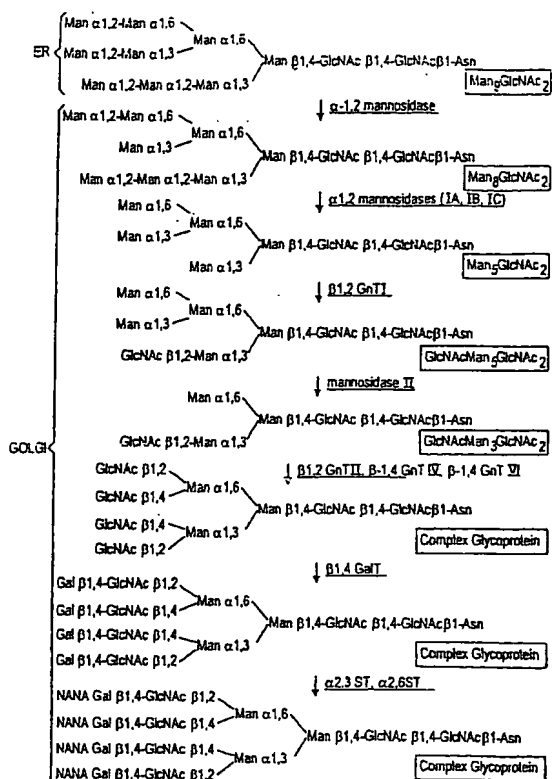 ER
Man α1,2-Man α1,6
Man α1,6
Man α1,2-Man α1,3
Man β1,4-GlcNAc β1,4-GlcNAcβ1-Asn
Man α1,2-Man α1,2-Man α1,3
Man9GlcNAc2
↓ α-1,2 mannosidase
GOLGI
Man α1,2-Man α1,6
Man α1,6
Man α1,3
Man β1,4-GlcNAc β1,4-GlcNAcβ1-Asn
Man α1,2-Man α1,2-Man α1,3
Man8GlcNAc2
↓ α1,2 mannosidases (IA, IB, IC)
Man α1,6
Man α1,6
Man α1,3
Man β1,4-GlcNAc β1,4-GlcNAcβ1-Asn
Man α1,3
Man5GlcNAc2
↓ β1,2 GnTI
Man α1,6
Man α1,6
Man α1,3
Man β1,4-GlcNAc β1,4-GlcNAcβ1-Asn
GlcNAc β1,2-Man α1,3
GlcNAcMan5GlcNAc2
↓ mannosidase II
Man α1,6
Man β1,4-GlcNAc β1,4-GlcNAcβ1-Asn
GlcNAc β1,2-Man α1,3
GlcNAcMan3GlcNAc2
↓ β1,2 GnTII, β-1,4 GnT IV, β-1,4 GnT VI
GlcNAc β1,2
Man α1,6
GlcNAc β1,4
Man β1,4-GlcNAc β1,4-GlcNAcβ1-Asn
GlcNAc β1,4
Man α1,3
GlcNAc β1,2
Complex Glycoprotein
↓ β1,4 GalT
Gal β1,4-GlcNAc β1,2
Man α1,6
Gal β1,4-GlcNAc β1,4
Man β1,4-GlcNAc β1,4-GlcNAcβ1-Asn
Gal β1,4-GlcNAc β1,4
Man α1,3
Gal β1,4-GlcNAc β1,2
Complex Glycoprotein
↓ α2,3 ST, α2,6ST
NANA Gal β1,4-GlcNAc β1,2
Man α1,6
NANA Gal β1,4-GlcNAc β1,4
Man β1,4-GlcNAc β1,4-GlcNAcβ1-Asn
NANA Gal β1,4-GlcNAc β1,4
Man α1,3
NANA Gal β1,4-GlcNAc β1,2
Complex Glycoprotein